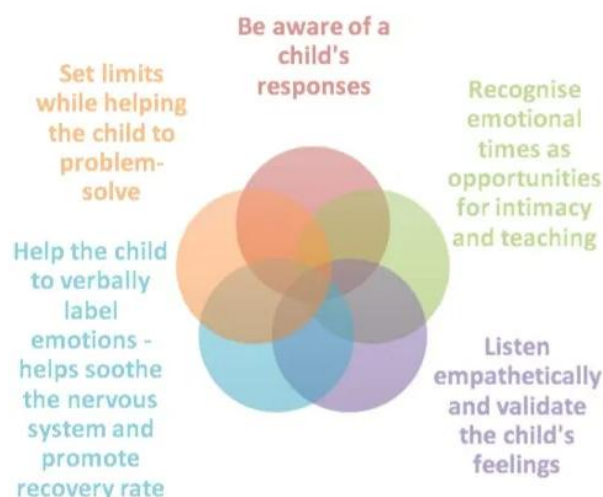 Be aware of a
child's
responses
Recognise
emotional
times as
opportunities
for intimacy
and teaching
Listen
empathetically
and validate
the child's
feelings
Help the child
to verbally
label
emotions -
helps soothe
the nervous
system and
promote
recovery rate
Set limits
while helping
the child to
problem-
solve